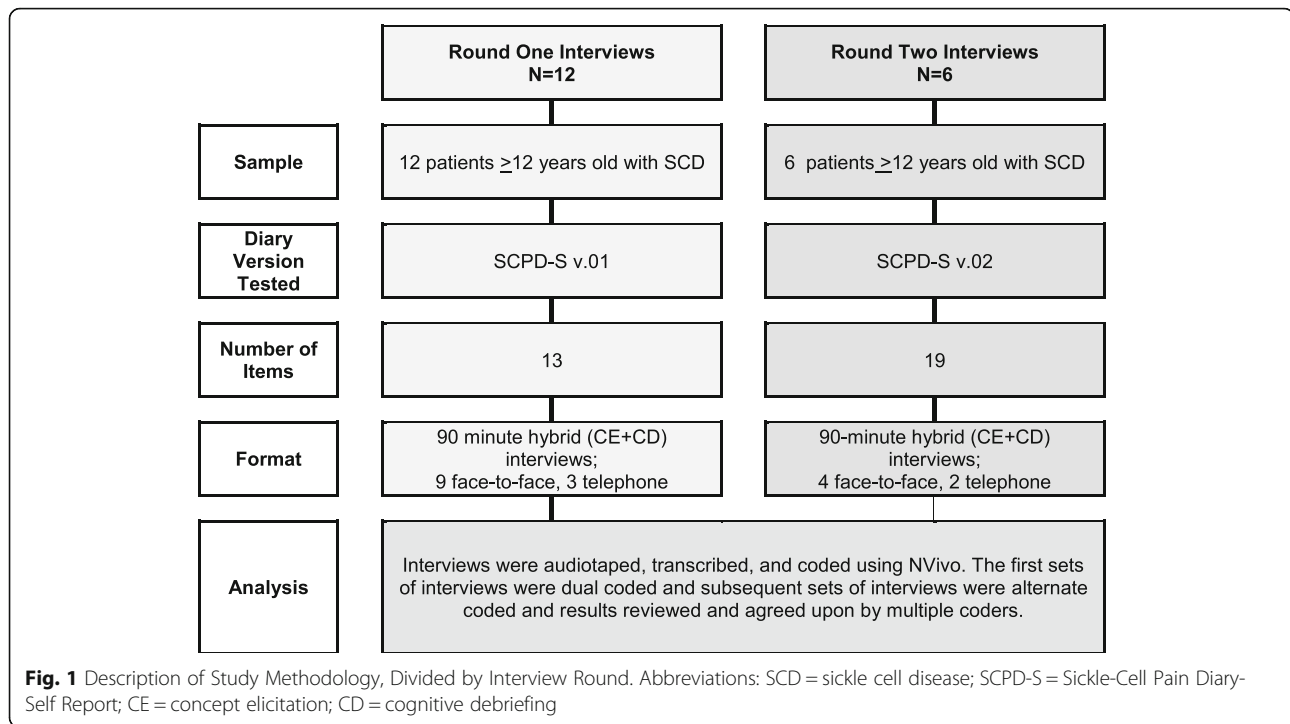 Round One Interviews
N=12
Round Two Interviews
N=6
Sample
12 patients >12 years old with SCD
6 patients >12 years old with SCD
Diary
Version
Tested
SCPD-S v.01
SCPD-S v.02
Number of
Items
13
19
Format
90 minute hybrid (CE+CD)
interviews;
9 face-to-face, 3 telephone
90-minute hybrid (CE+CD)
interviews;
4 face-to-face, 2 telephone
Analysis
Interviews were audiotaped, transcribed, and coded using NVivo. The first sets
of interviews were dual coded and subsequent sets of interviews were alternate
coded and results reviewed and agreed upon by multiple coders.
Fig. 1 Description of Study Methodology, Divided by Interview Round. Abbreviations: SCD = sickle cell disease; SCPD-S = Sickle-Cell Pain Diary-
Self Report; CE = concept elicitation; CD = cognitive debriefing